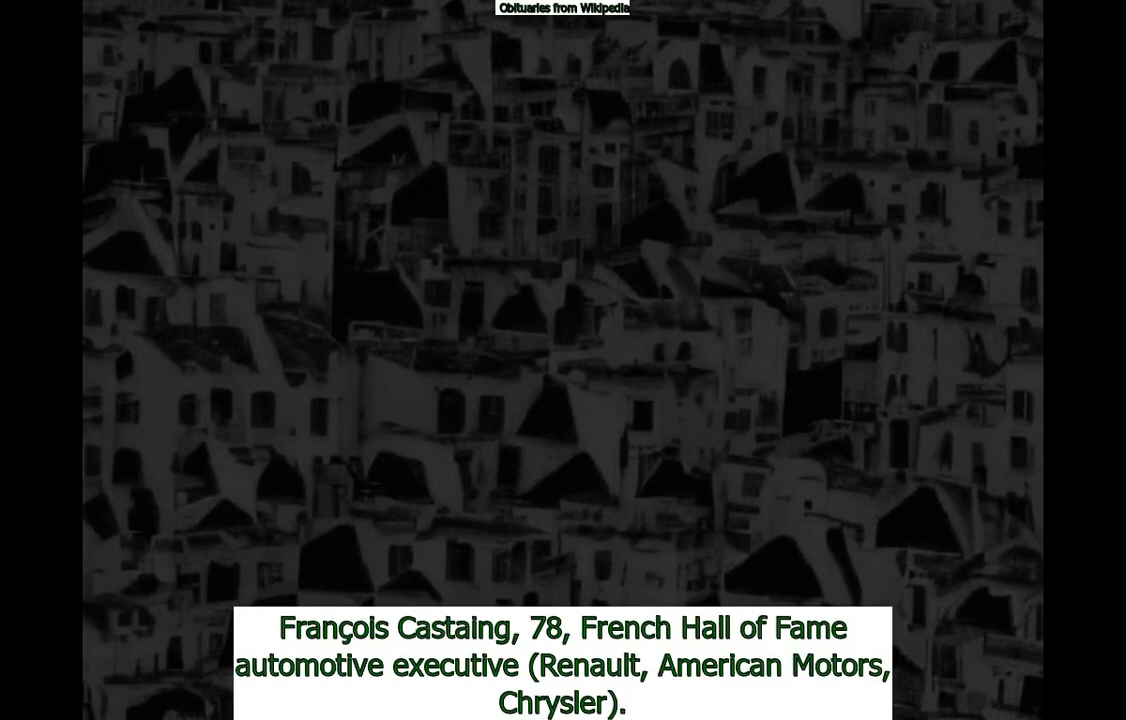 Obituaries from Wikipedia
François Castaing, 78, French Hall of Fame
automotive executive (Renault, American Motors,
Chrysler).